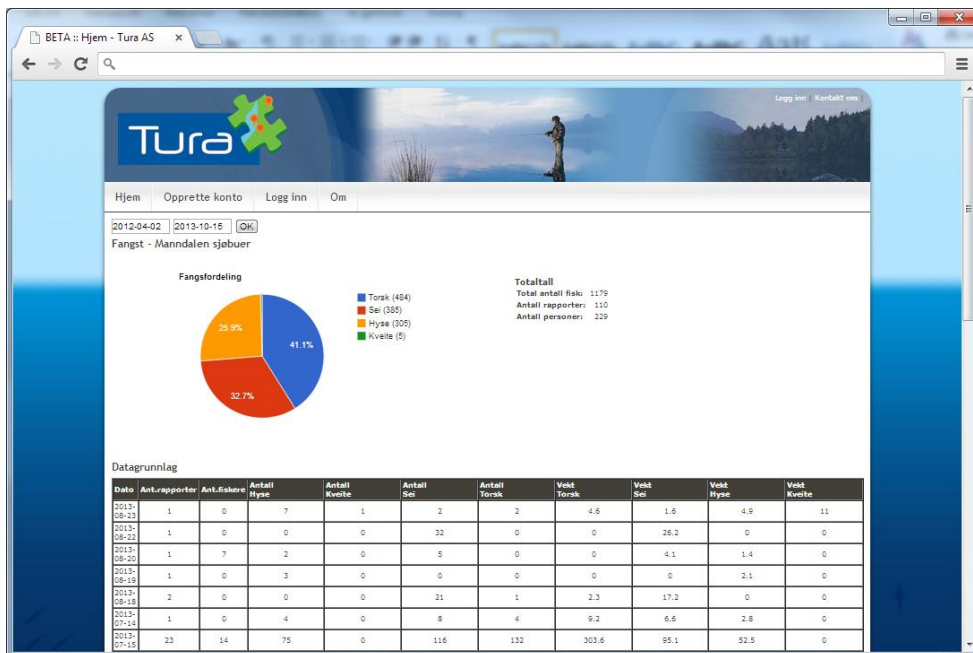 BETA :: Hjem - Tura AS
Logg inn | Kontakt oss
Tura
Hjem Opprette konto Logg inn Om
2012-04-02 2013-10-15 OK
Fangst - Manndalen sjøbuer
Fangsfordeling
25.9%
41.1%
32.7%
Torsk (484)
Sei (385)
Hyse (305)
Kveite (5)
Totaltall
Total antall fisk: 1179
Antall rapporter: 110
Antall personer: 229
Datagrunnlag
Dato Ant.rapporter Ant.fiskere Antall Hyse Antall Kveite Antall Sei Antall Torsk Vekt Torsk Vekt Sei Vekt Hyse Vekt Kveite
2013-08-23 1 0 7 1 2 2 4.6 1.6 4.9 11
2013-08-22 1 0 0 0 32 0 0 26.2 0 0
2013-08-20 1 7 2 0 5 0 0 4.1 1.4 0
2013-08-19 1 0 3 0 0 0 0 0 2.1 0
2013-08-18 2 0 0 0 21 1 2.3 17.2 0 0
2013-07-14 1 0 4 0 8 4 9.2 6.6 2.8 0
2013-07-15 23 14 75 0 116 132 303.6 95.1 52.5 0